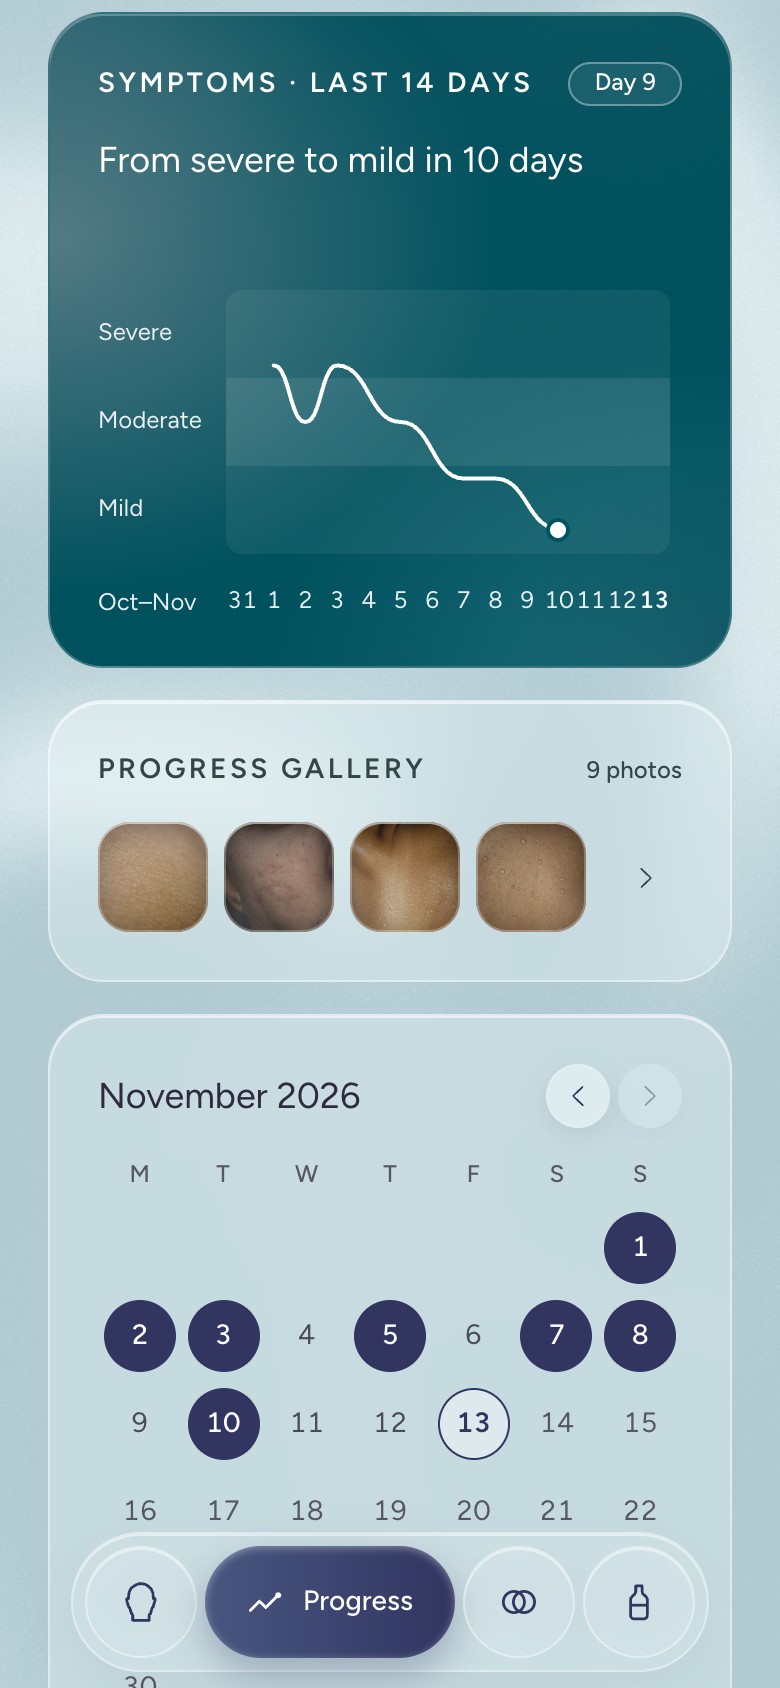 SYMPTOMS · LAST 14 DAYS Day 9
From severe to mild in 10 days
Severe
Moderate
Mild
Oct–Nov 31 1 2 3 4 5 6 7 8 9 10 11 12 13
PROGRESS GALLERY 9 photos
November 2026
M T W T F S S
1
2 3 4 5 6 7 8
9 10 11 12 13 14 15
16 17 18 19 20 21 22
Progress
30